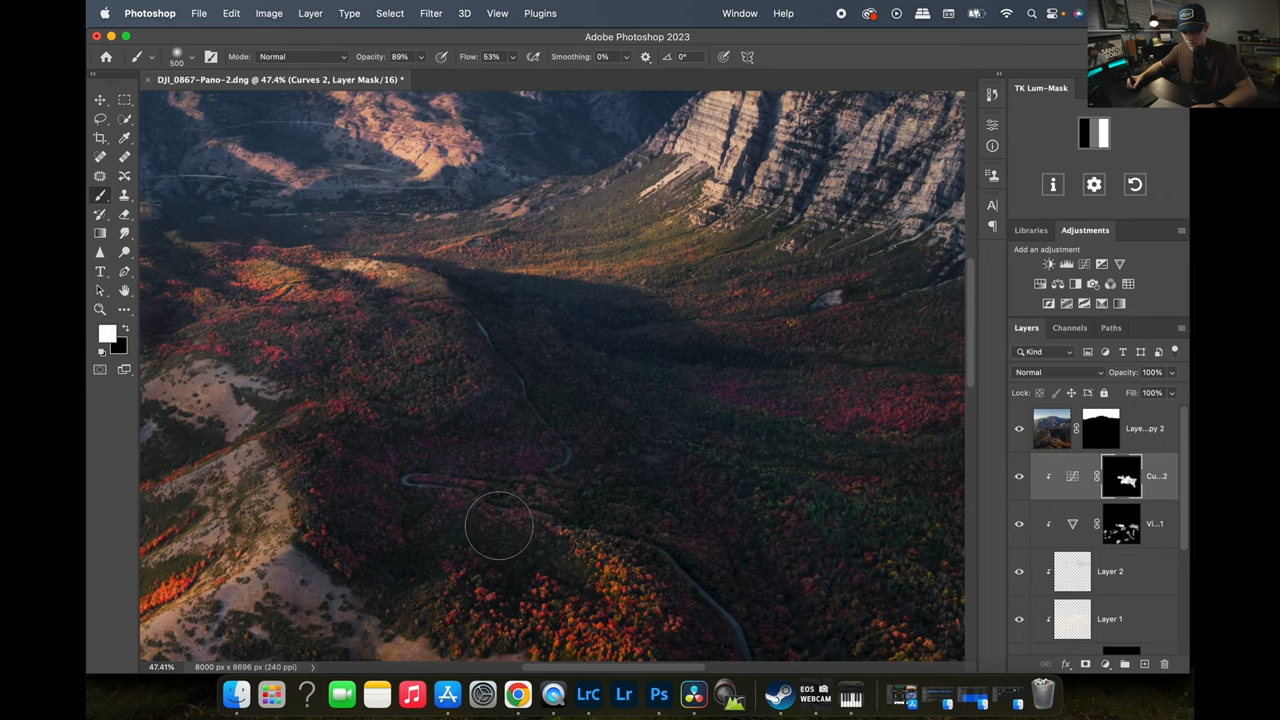 Photoshop File Edit Image Layer Type Select Filter 3D View Plugins Window Help
Adobe Photoshop 2023
500 Mode: Normal Opacity: 89% Flow: 53% Smoothing: 0% 0°
DJI_0867-Pano-2.dng @ 47.4% (Curves 2, Layer Mask/16) *
TK Lum-Mask
Libraries Adjustments
Add an adjustment
Layers Channels Paths
Kind
Normal Opacity: 100%
Lock: Fill: 100%
Laye...py 2
Cu...2
Vi...1
Layer 2
Layer 1
47.41% 8000 px x 8696 px (240 ppi)
Lrc Lr Ps EOS WEBCAM